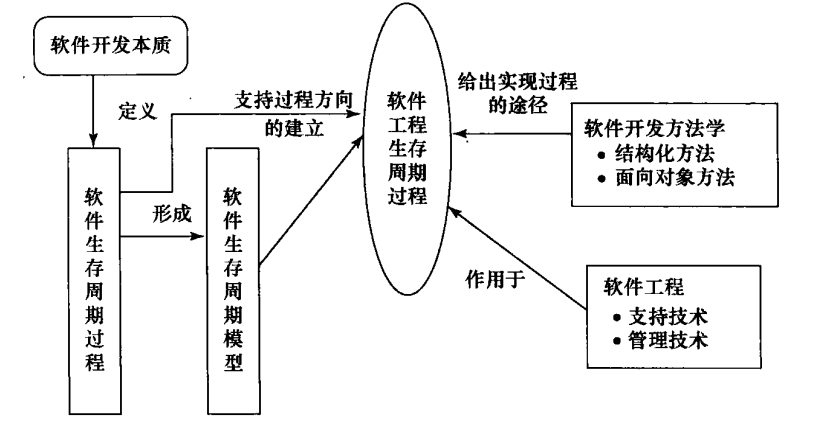 软件开发本质
定义
支持过程方向
的建立
软件
工程
生存
周期
过程
给出实现过程
的途径
软件开发方法学
• 结构化方法
• 面向对象方法
软件生存周期过程
形成
软件生存周期模型
作用于
软件工程
• 支持技术
• 管理技术